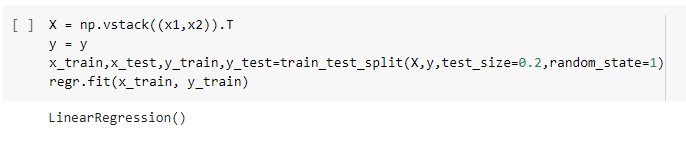 [ ] X = np.vstack((x1,x2)).T
y = y
x_train,x_test,y_train,y_test=train_test_split(X,y,test_size=0.2,random_state=1)
regr.fit(x_train, y_train)
LinearRegression()